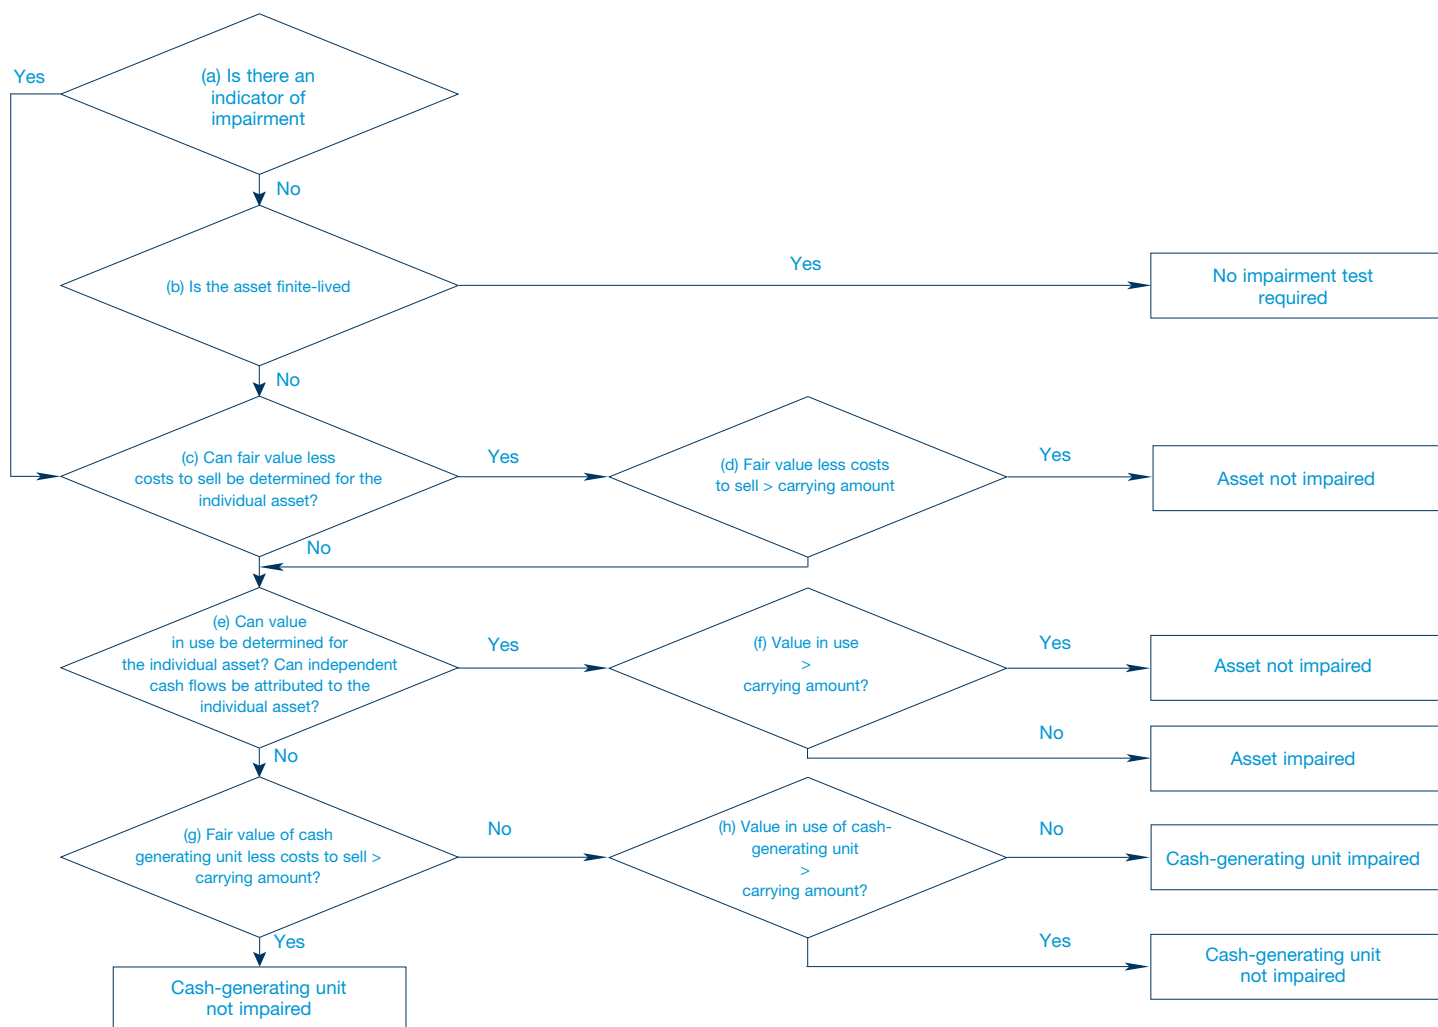 Yes
(a) Is there an
indicator of
impairment
No
(b) Is the asset finite-lived
Yes
No impairment test
required
No
(c) Can fair value less
costs to sell be determined for the
individual asset?
Yes
(d) Fair value less costs
to sell > carrying amount
Yes
Asset not impaired
No
(e) Can value
in use be determined for
the individual asset? Can independent
cash flows be attributed to the
individual asset?
Yes
(f) Value in use
>
carrying amount?
Yes
Asset not impaired
No
Asset impaired
No
(g) Fair value of cash
generating unit less costs to sell >
carrying amount?
No
(h) Value in use of cash-
generating unit
>
carrying amount?
No
Cash-generating unit impaired
Yes
Cash-generating unit
not impaired
Yes
Cash-generating unit
not impaired